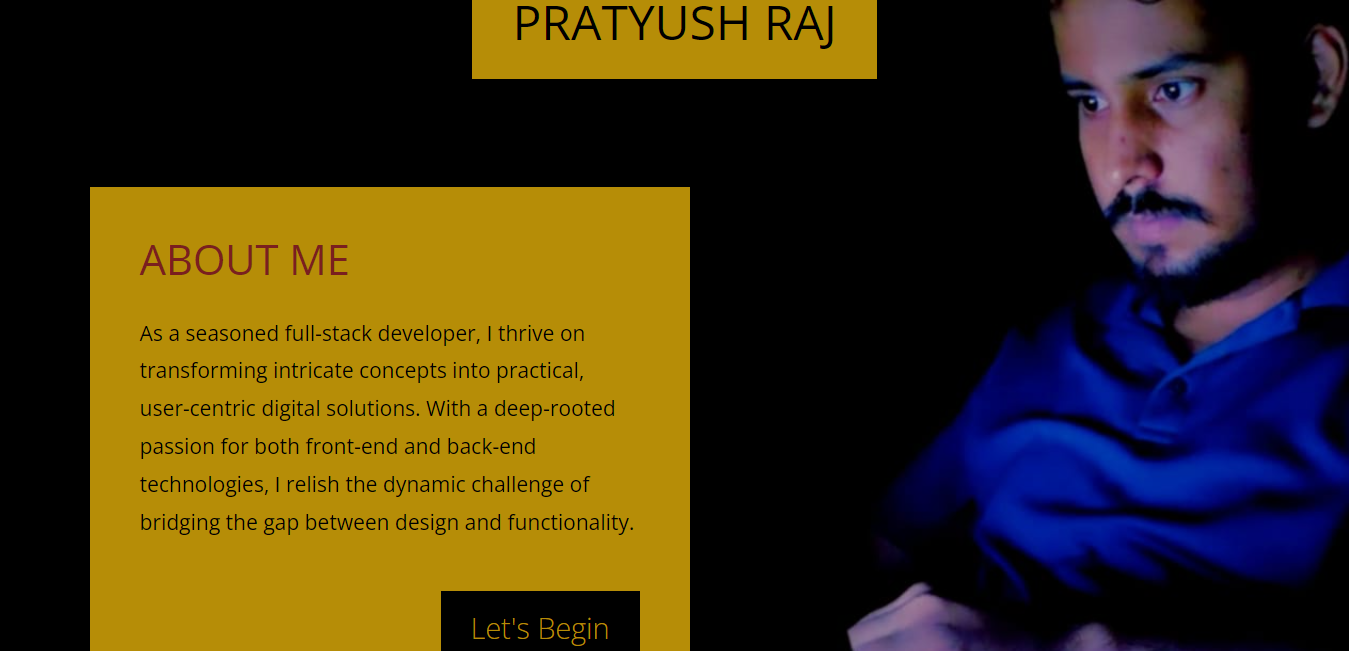 PRATYUSH RAJ
ABOUT ME
As a seasoned full-stack developer, I thrive on
transforming intricate concepts into practical,
user-centric digital solutions. With a deep-rooted
passion for both front-end and back-end
technologies, I relish the dynamic challenge of
bridging the gap between design and functionality.
Let's Begin